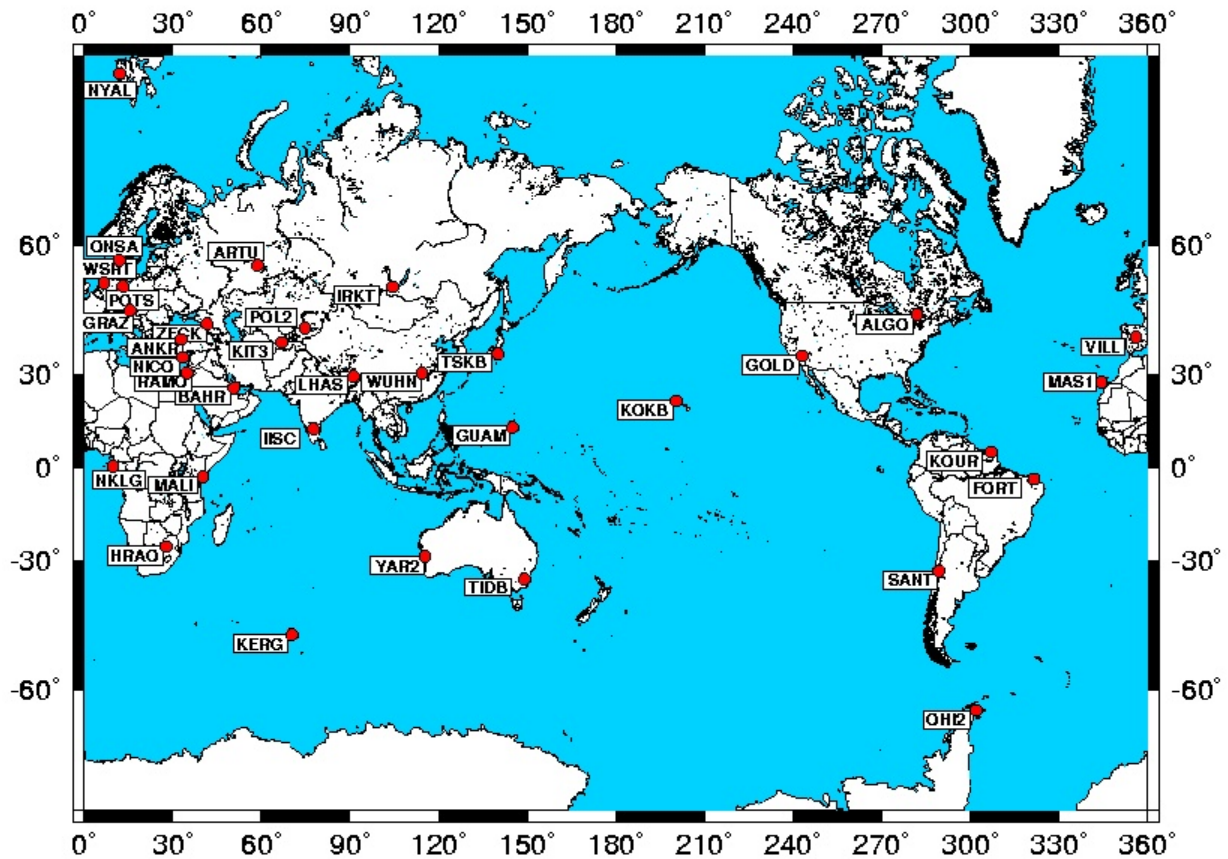 0° 30° 60° 90° 120° 150° 180° 210° 240° 270° 300° 330° 360°
NYAL
60° 60°
ONSA ARTU
WSRT
IRKT
POTS
POL2
GRAZ ALGO
ZECK
ANKR KIT3 TSKB VILL
NICO GOLD
30° 30°
RAMO LHAS WUHN MAS1
BAHR
KOKB
IISC GUAM
KOUR
0° 0°
NKLG MALI FORT
HRAO
-30° -30°
YAR2
TIDB SANT
KERG
-60° -60°
OHI2
0° 30° 60° 90° 120° 150° 180° 210° 240° 270° 300° 330° 360°